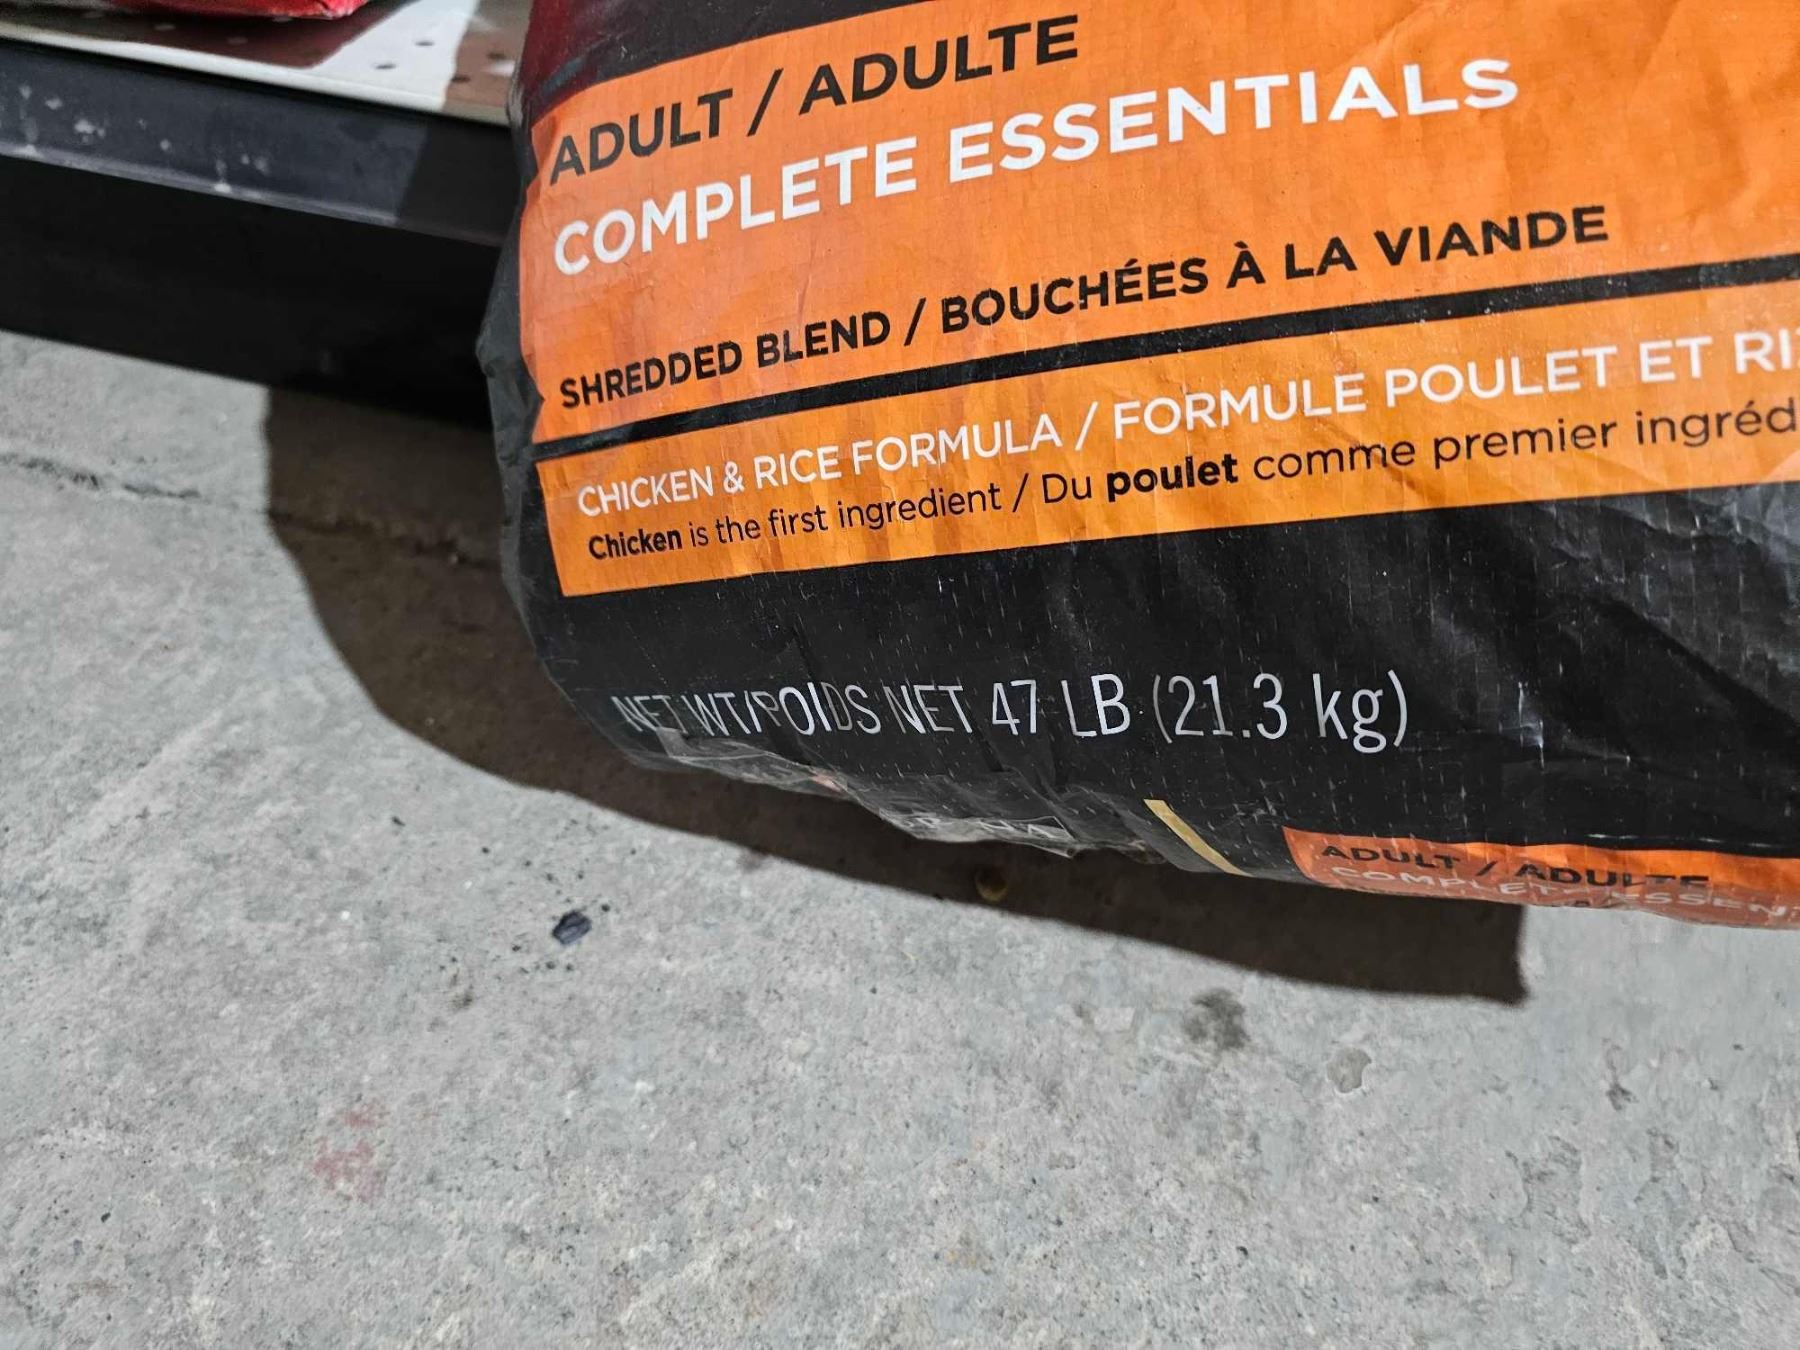 ADULT / ADULTE
COMPLETE ESSENTIALS
SHREDDED BLEND / BOUCHÉES À LA VIANDE
CHICKEN & RICE FORMULA / FORMULE POULET ET
Chicken is the first ingredient / Du poulet comme premier
NET WT/POIDS NET 47 LB (21.3 kg)
ADULT / ADULTE